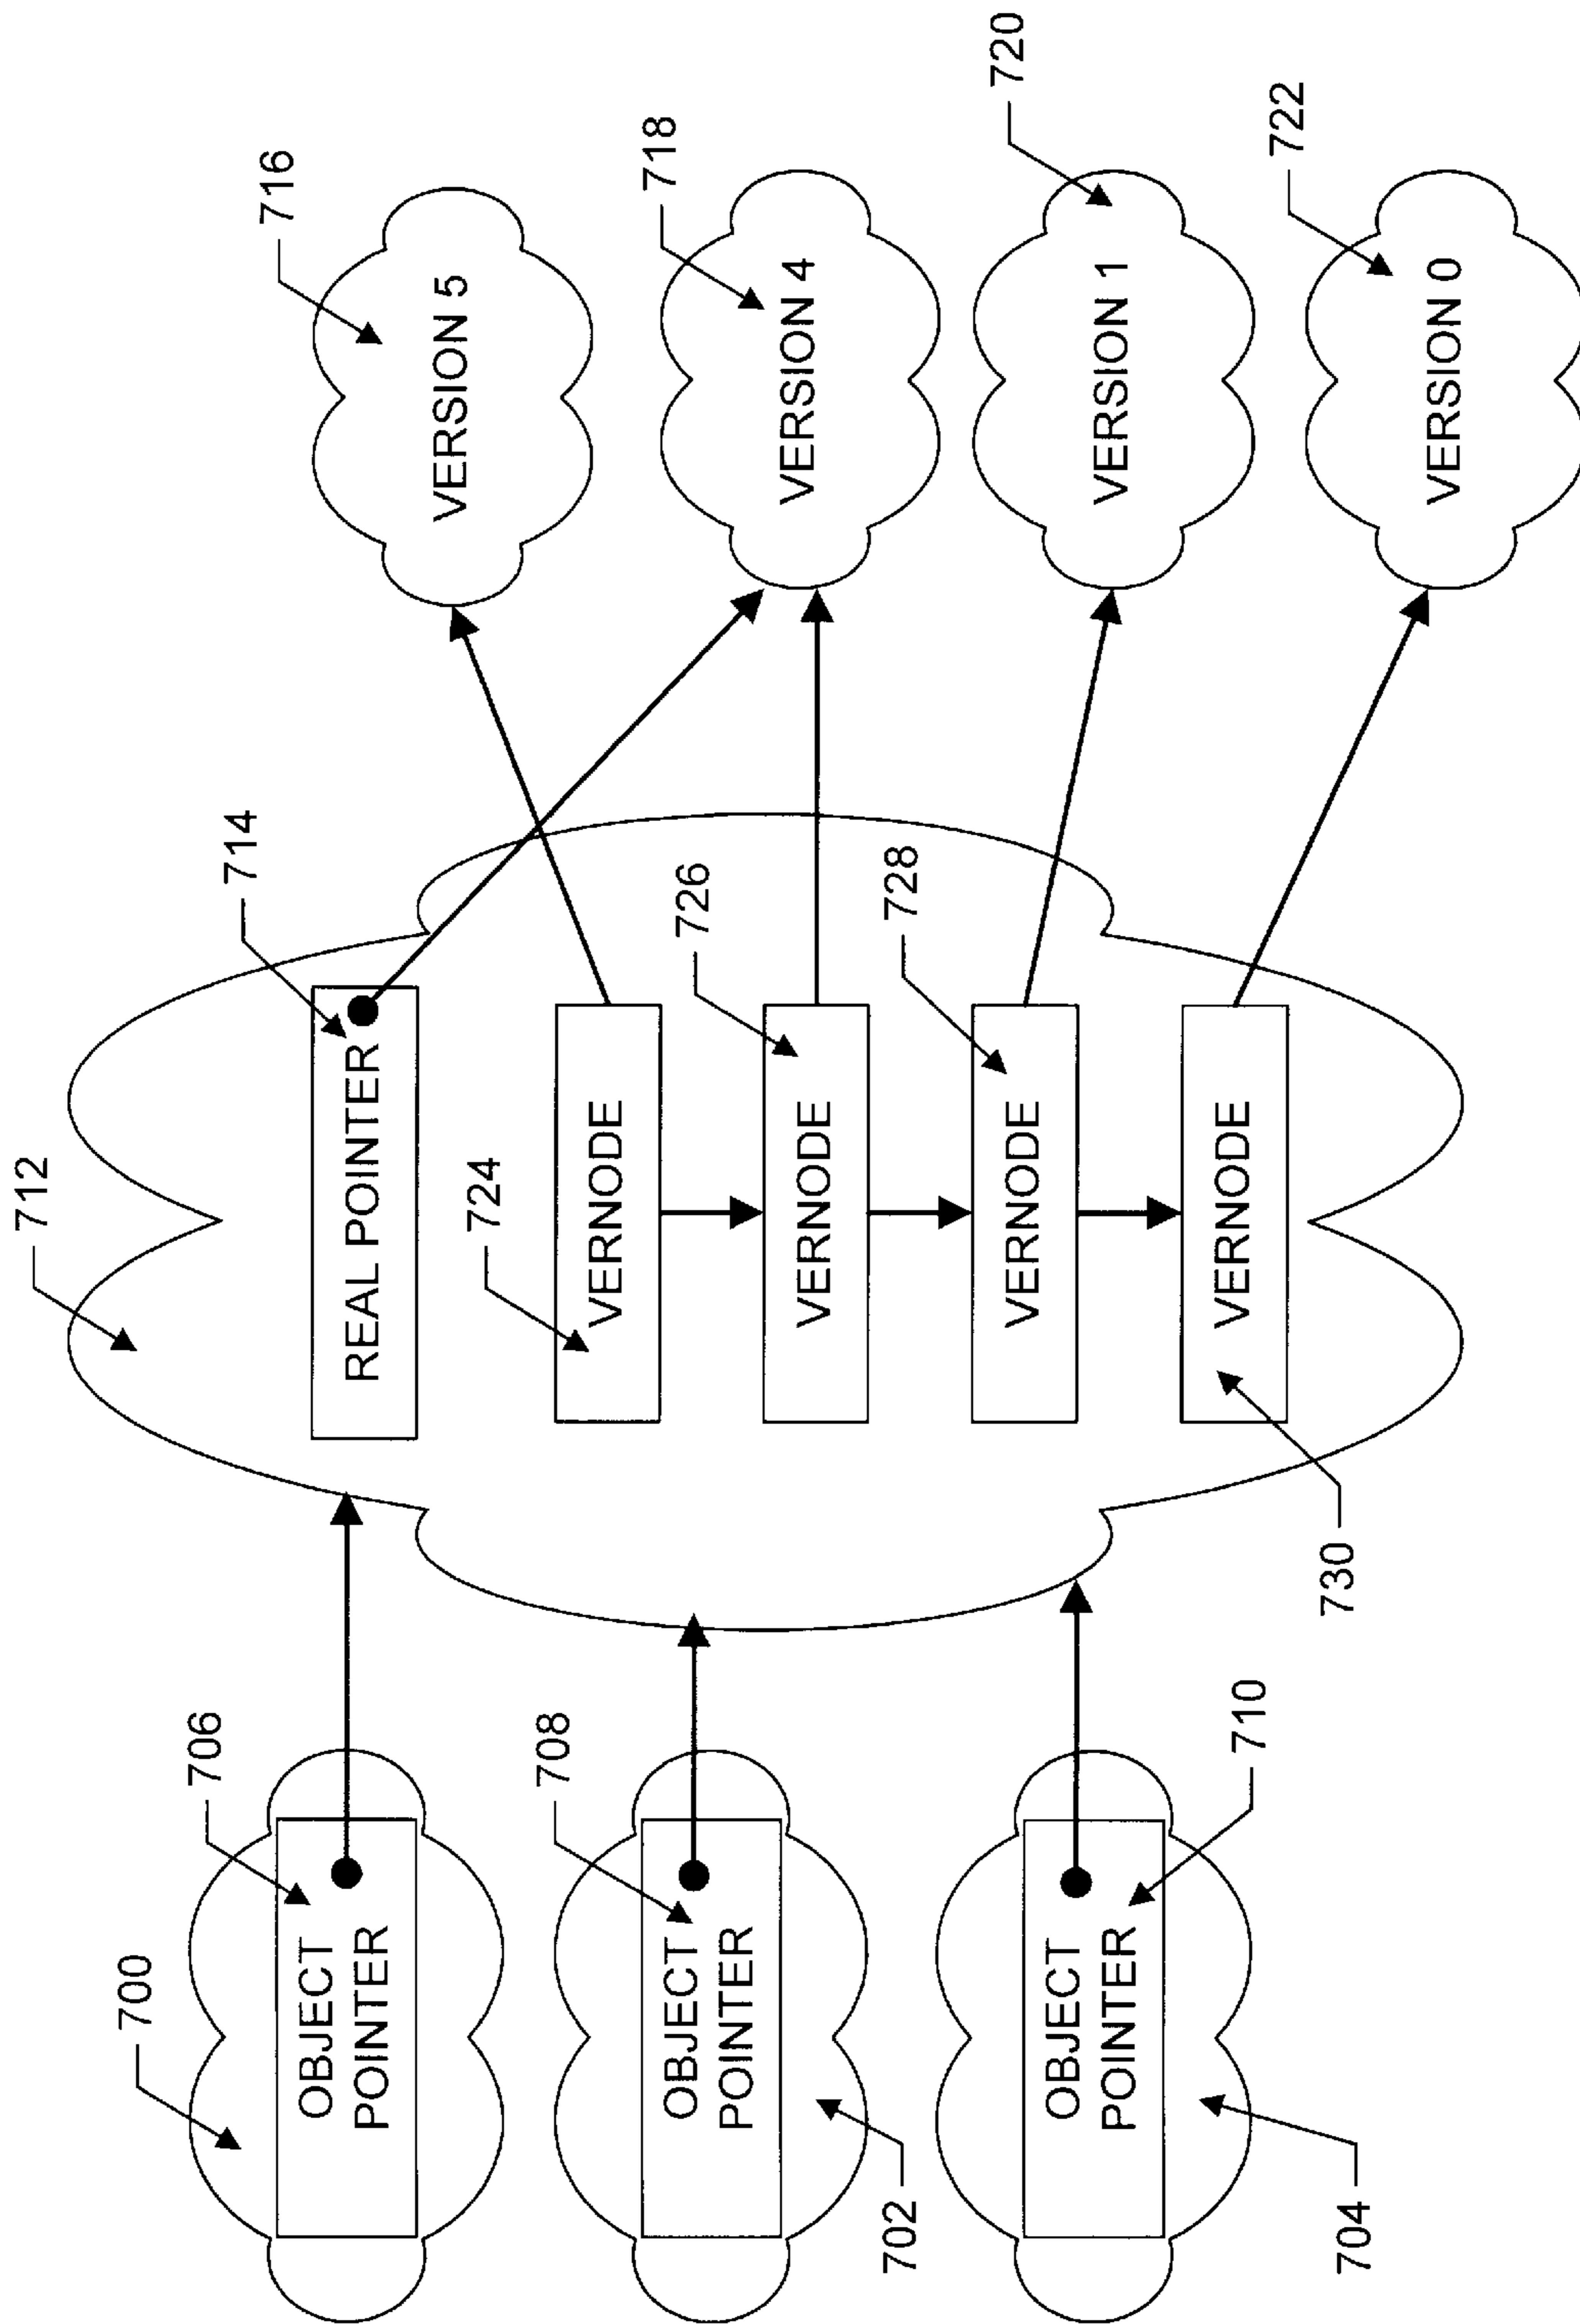 712
714
REAL POINTER
716
VERSION 5
700
706
OBJECT
POINTER
724
VERNODE
718
VERSION 4
726
VERNODE
708
OBJECT
POINTER
702
728
VERNODE
720
VERSION 1
OBJECT
POINTER
710
704
VERNODE
730
722
VERSION 0